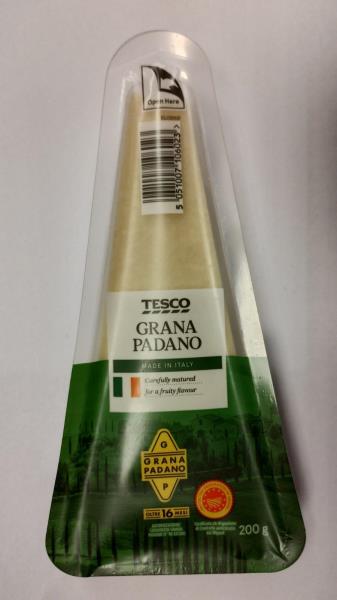 Open Here
5 051007 106023 >
TESCO
GRANA
PADANO
MADE IN ITALY
Carefully matured
for a fruity flavour
G
GRANA
PADANO
P
OLTRE 16 MESI
200 g